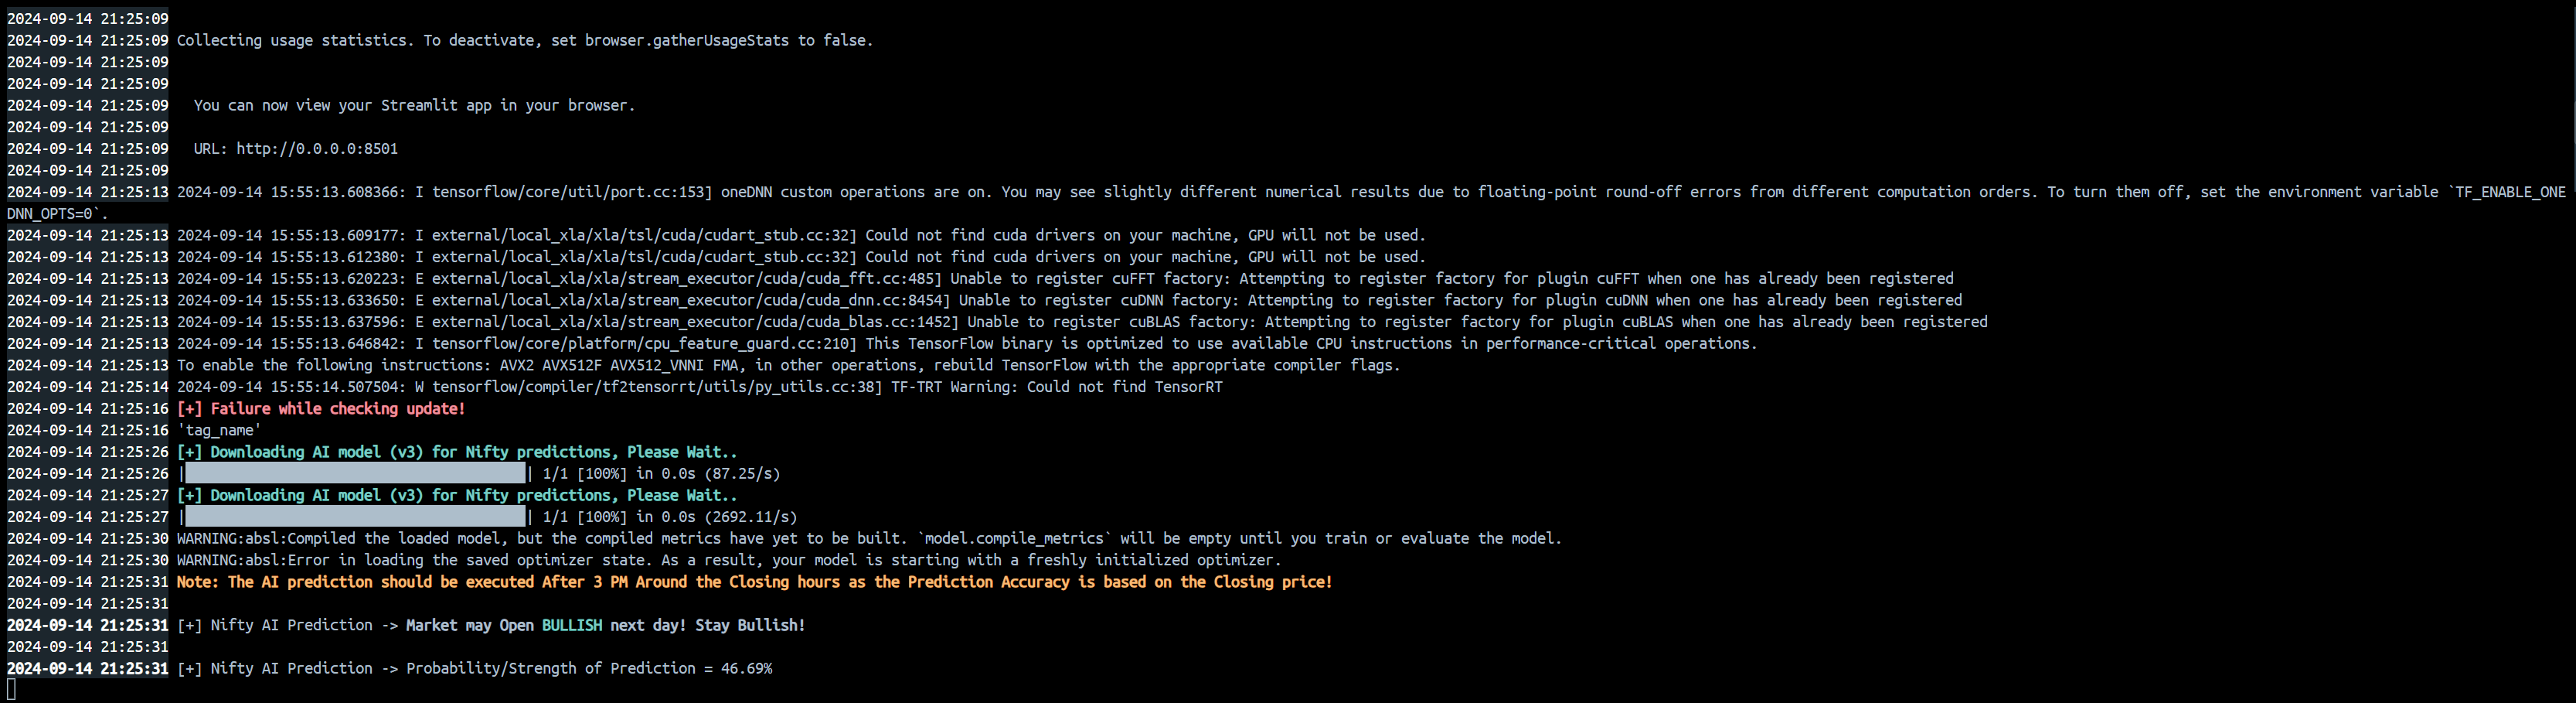 2024-09-14 21:25:09
2024-09-14 21:25:09 Collecting usage statistics. To deactivate, set browser.gatherUsageStats to false.
2024-09-14 21:25:09
2024-09-14 21:25:09
2024-09-14 21:25:09   You can now view your Streamlit app in your browser.
2024-09-14 21:25:09
2024-09-14 21:25:09   URL: http://0.0.0.0:8501
2024-09-14 21:25:09
2024-09-14 21:25:13 2024-09-14 15:55:13.608366: I tensorflow/core/util/port.cc:153] oneDNN custom operations are on. You may see slightly different numerical results due to floating-point round-off errors from different computation orders. To turn them off, set the environment variable `TF_ENABLE_ONE
DNN_OPTS=0`.
2024-09-14 21:25:13 2024-09-14 15:55:13.609177: I external/local_xla/xla/tsl/cuda/cudart_stub.cc:32] Could not find cuda drivers on your machine, GPU will not be used.
2024-09-14 21:25:13 2024-09-14 15:55:13.612380: I external/local_xla/xla/tsl/cuda/cudart_stub.cc:32] Could not find cuda drivers on your machine, GPU will not be used.
2024-09-14 21:25:13 2024-09-14 15:55:13.620223: E external/local_xla/xla/stream_executor/cuda/cuda_fft.cc:485] Unable to register cuFFT factory: Attempting to register factory for plugin cuFFT when one has already been registered
2024-09-14 21:25:13 2024-09-14 15:55:13.633650: E external/local_xla/xla/stream_executor/cuda/cuda_dnn.cc:8454] Unable to register cuDNN factory: Attempting to register factory for plugin cuDNN when one has already been registered
2024-09-14 21:25:13 2024-09-14 15:55:13.637596: E external/local_xla/xla/stream_executor/cuda/cuda_blas.cc:1452] Unable to register cuBLAS factory: Attempting to register factory for plugin cuBLAS when one has already been registered
2024-09-14 21:25:13 2024-09-14 15:55:13.646842: I tensorflow/core/platform/cpu_feature_guard.cc:210] This TensorFlow binary is optimized to use available CPU instructions in performance-critical operations.
2024-09-14 21:25:13 To enable the following instructions: AVX2 AVX512F AVX512_VNNI FMA, in other operations, rebuild TensorFlow with the appropriate compiler flags.
2024-09-14 21:25:14 2024-09-14 15:55:14.507504: W tensorflow/compiler/tf2tensorrt/utils/py_utils.cc:38] TF-TRT Warning: Could not find TensorRT
2024-09-14 21:25:16 [+] Failure while checking update!
2024-09-14 21:25:16 'tag_name'
2024-09-14 21:25:26 [+] Downloading AI model (v3) for Nifty predictions, Please Wait..
2024-09-14 21:25:26 |████████████████████████████████████████| 1/1 [100%] in 0.0s (87.25/s)
2024-09-14 21:25:27 [+] Downloading AI model (v3) for Nifty predictions, Please Wait..
2024-09-14 21:25:27 |████████████████████████████████████████| 1/1 [100%] in 0.0s (2692.11/s)
2024-09-14 21:25:30 WARNING:absl:Compiled the loaded model, but the compiled metrics have yet to be built. `model.compile_metrics` will be empty until you train or evaluate the model.
2024-09-14 21:25:30 WARNING:absl:Error in loading the saved optimizer state. As a result, your model is starting with a freshly initialized optimizer.
2024-09-14 21:25:31 Note: The AI prediction should be executed After 3 PM Around the Closing hours as the Prediction Accuracy is based on the Closing price!
2024-09-14 21:25:31
2024-09-14 21:25:31 [+] Nifty AI Prediction -> Market may Open BULLISH next day! Stay Bullish!
2024-09-14 21:25:31
2024-09-14 21:25:31 [+] Nifty AI Prediction -> Probability/Strength of Prediction = 46.69%